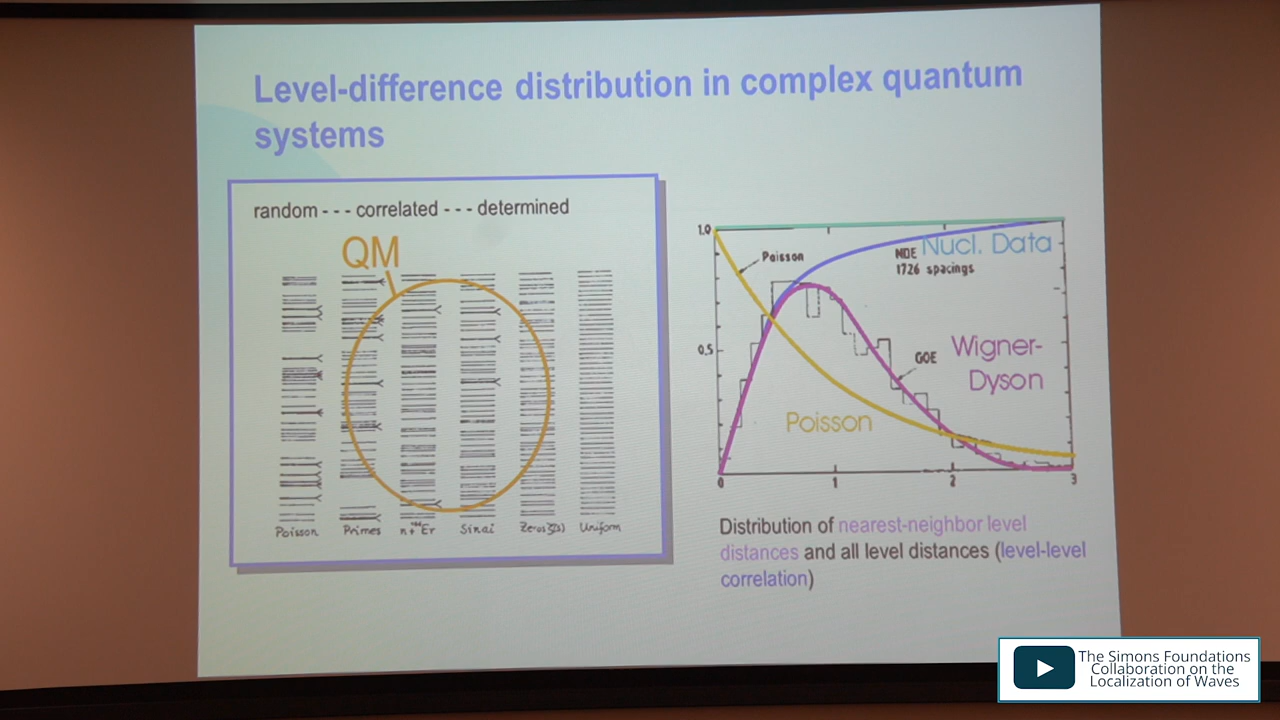 Level-difference distribution in complex quantum
systems
random - - - correlated - - - determined
QM
Poisson Primes n+¹⁶⁶Er Sinai Zeros ζ(s) Uniform
1.0
0.5
0 1 2 3
Poisson
NDE Nucl. Data
1726 spacings
GOE
Wigner-
Dyson
Poisson
Distribution of nearest-neighbor level
distances and all level distances (level-level
correlation)
The Simons Foundations
Collaboration on the
Localization of Waves